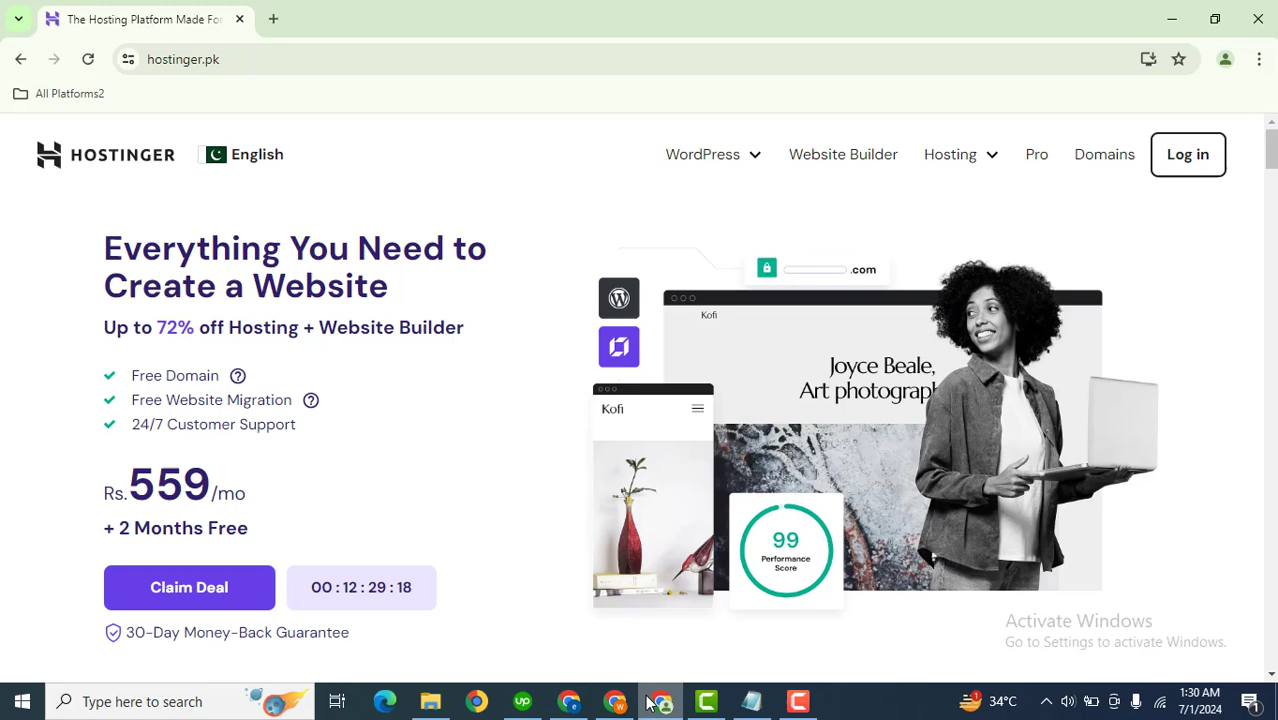 The Hosting Platform Made For
hostinger.pk
All Platforms2
HOSTINGER
English
WordPress
Website Builder
Hosting
Pro
Domains
Log in
Everything You Need to
Create a Website
Up to 72% off Hosting + Website Builder
Free Domain ?
Free Website Migration ?
24/7 Customer Support
Rs.559/mo
+ 2 Months Free
Claim Deal
00 : 12 : 29 : 18
30-Day Money-Back Guarantee
.com
Kofi
Joyce Beale,
Art photograph
Kofi
99
Performance
Score
Activate Windows
Go to Settings to activate Windows.
Type here to search
up
e
W
1
34°C
1:30 AM
7/1/2024
1